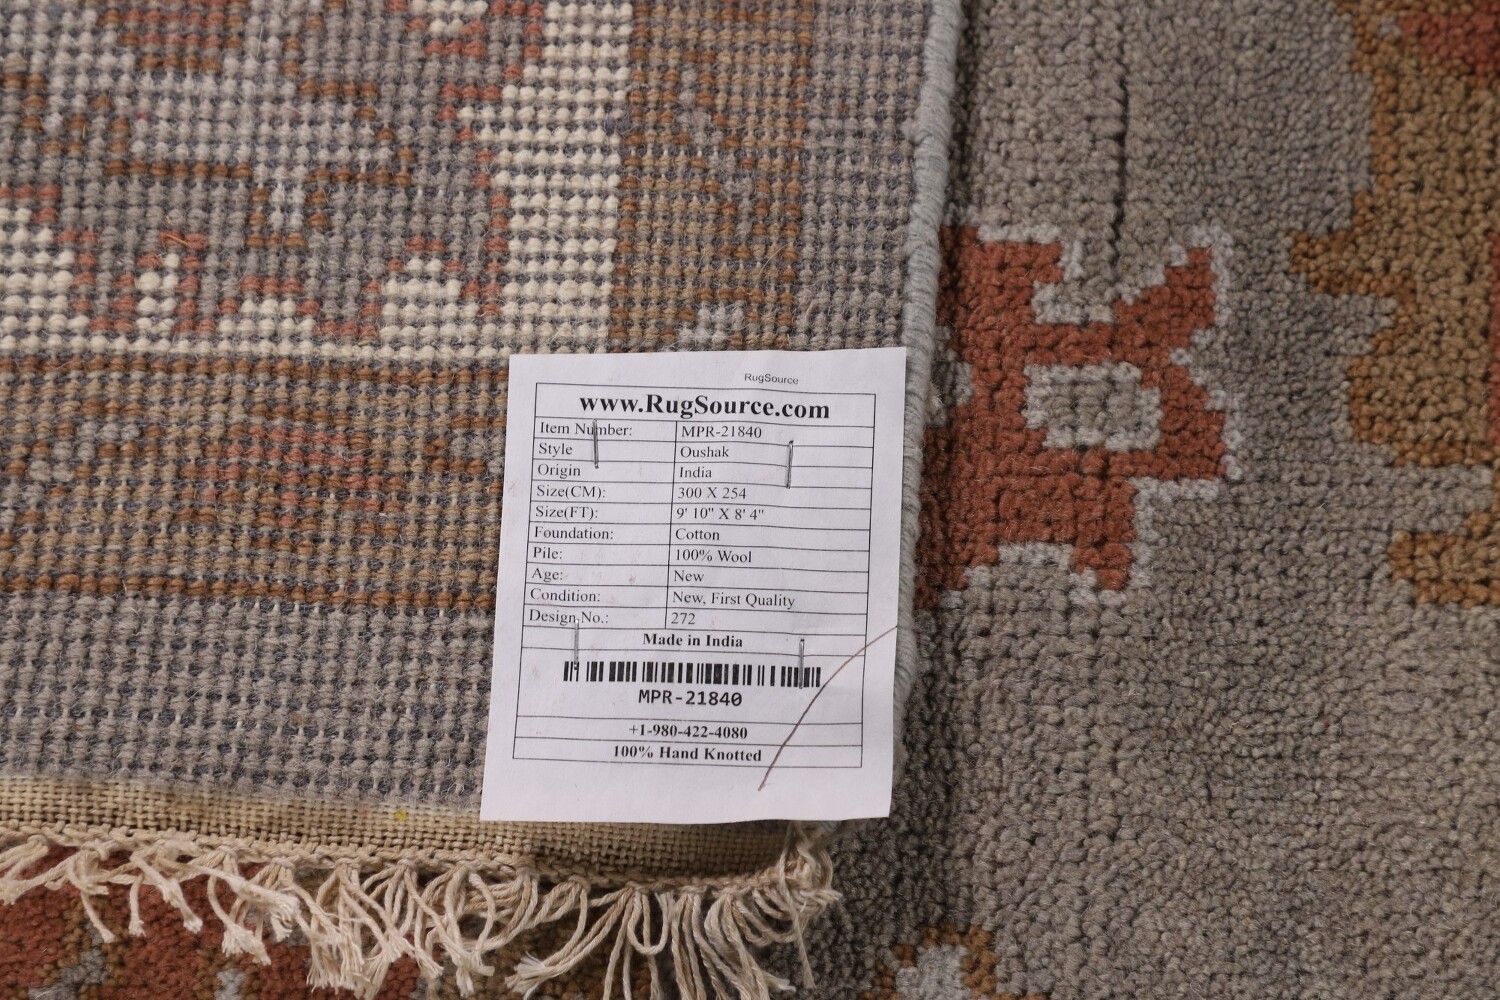 RugSource
www.RugSource.com
Item Number: MPR-21840
Style Oushak
Origin India
Size(CM): 300 X 254
Size(FT): 9' 10" X 8' 4"
Foundation: Cotton
Pile: 100% Wool
Age: New
Condition: New, First Quality
Design No.: 272
Made in India
MPR-21840
+1-980-422-4080
100% Hand Knotted